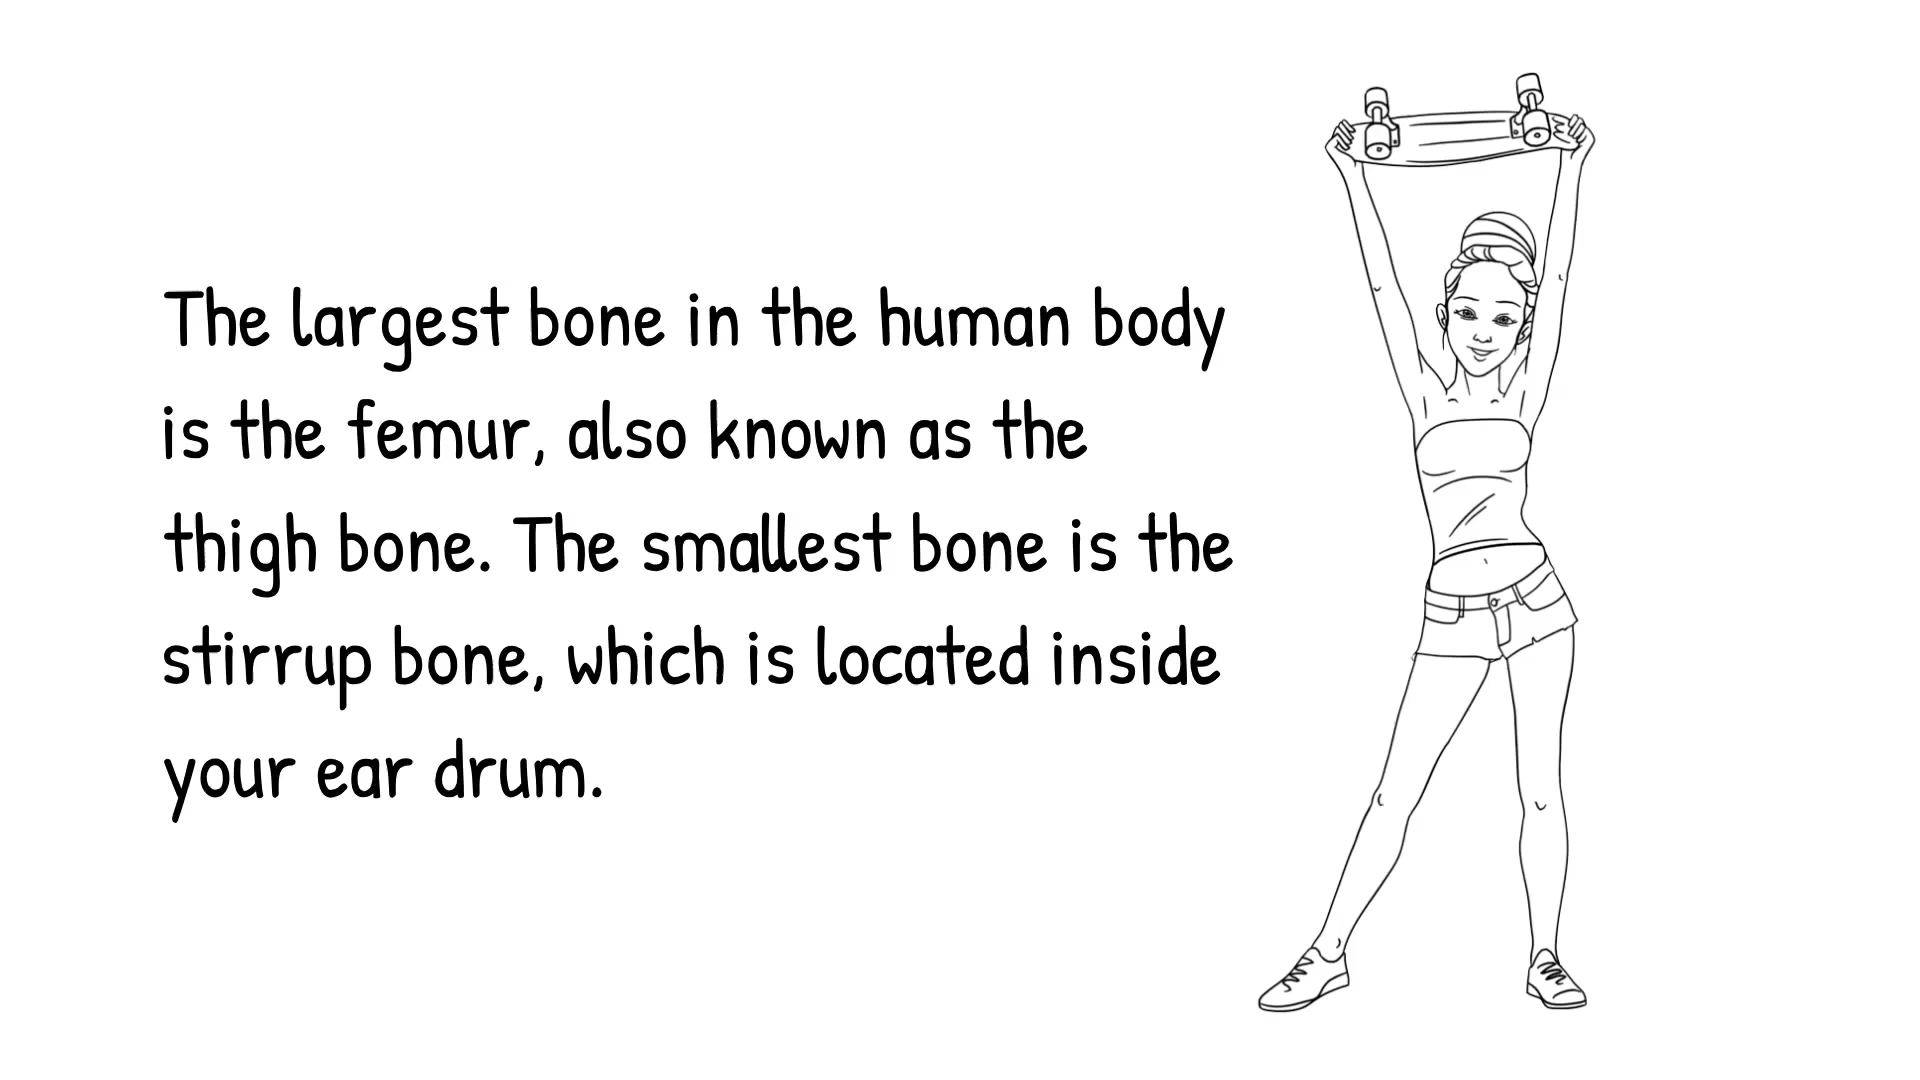 The largest bone in the human body
is the femur, also known as the
thigh bone. The smallest bone is the
stirrup bone, which is located inside
your ear drum.